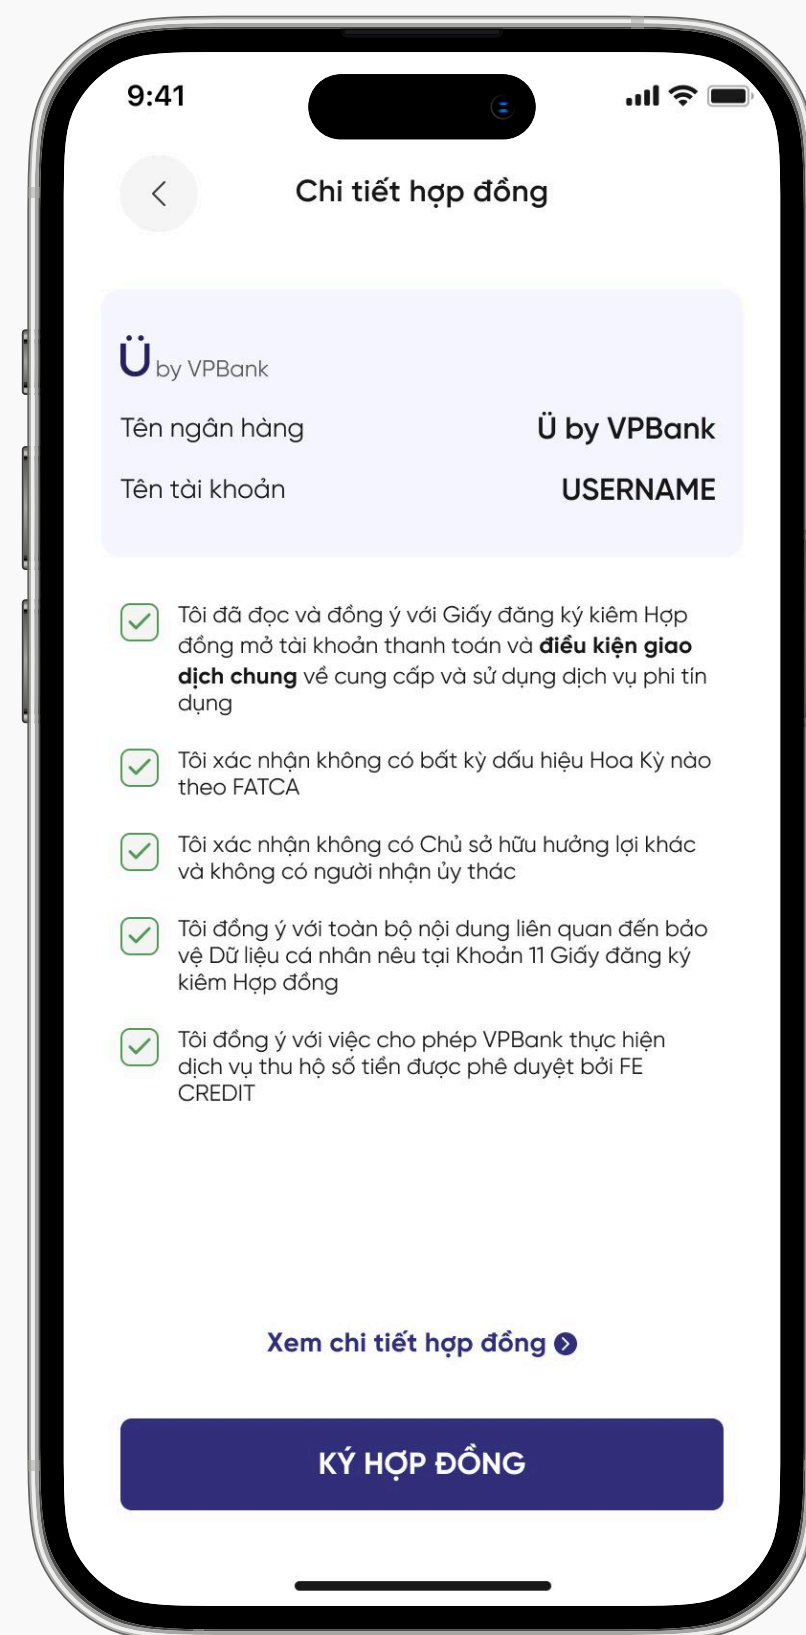 9:41
Chi tiết hợp đồng
Ü by VPBank
Tên ngân hàng Ü by VPBank
Tên tài khoản USERNAME
Tôi đã đọc và đồng ý với Giấy đăng ký kiêm Hợp
đồng mở tài khoản thanh toán và điều kiện giao
dịch chung về cung cấp và sử dụng dịch vụ phi tín
dụng
Tôi xác nhận không có bất kỳ dấu hiệu Hoa Kỳ nào
theo FATCA
Tôi xác nhận không có Chủ sở hữu hưởng lợi khác
và không có người nhận ủy thác
Tôi đồng ý với toàn bộ nội dung liên quan đến bảo
vệ Dữ liệu cá nhân nêu tại Khoản 11 Giấy đăng ký
kiêm Hợp đồng
Tôi đồng ý với việc cho phép VPBank thực hiện
dịch vụ thu hộ số tiền được phê duyệt bởi FE
CREDIT
Xem chi tiết hợp đồng
KÝ HỢP ĐỒNG